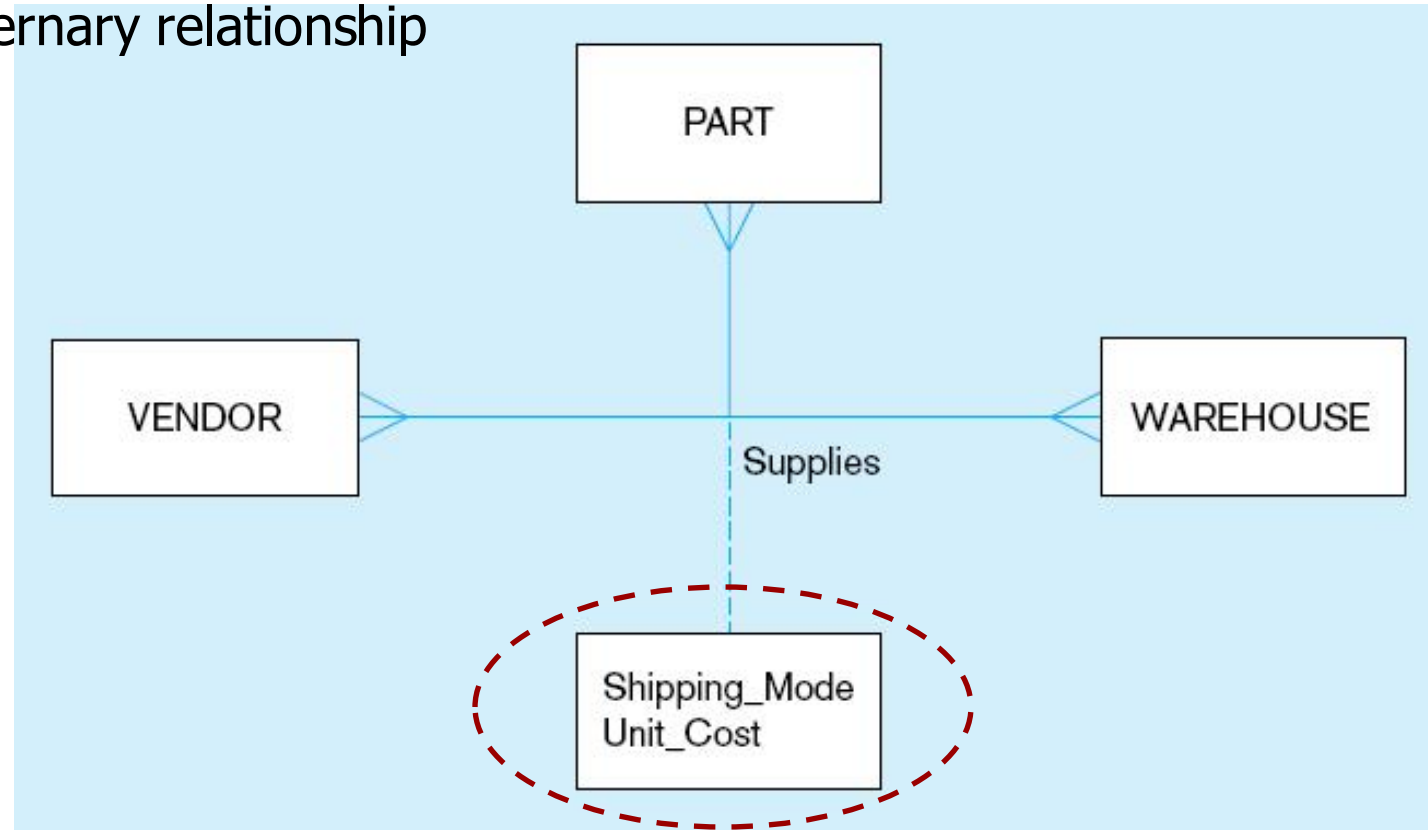 ernary relationship
PART
VENDOR
WAREHOUSE
Supplies
Shipping_Mode
Unit_Cost